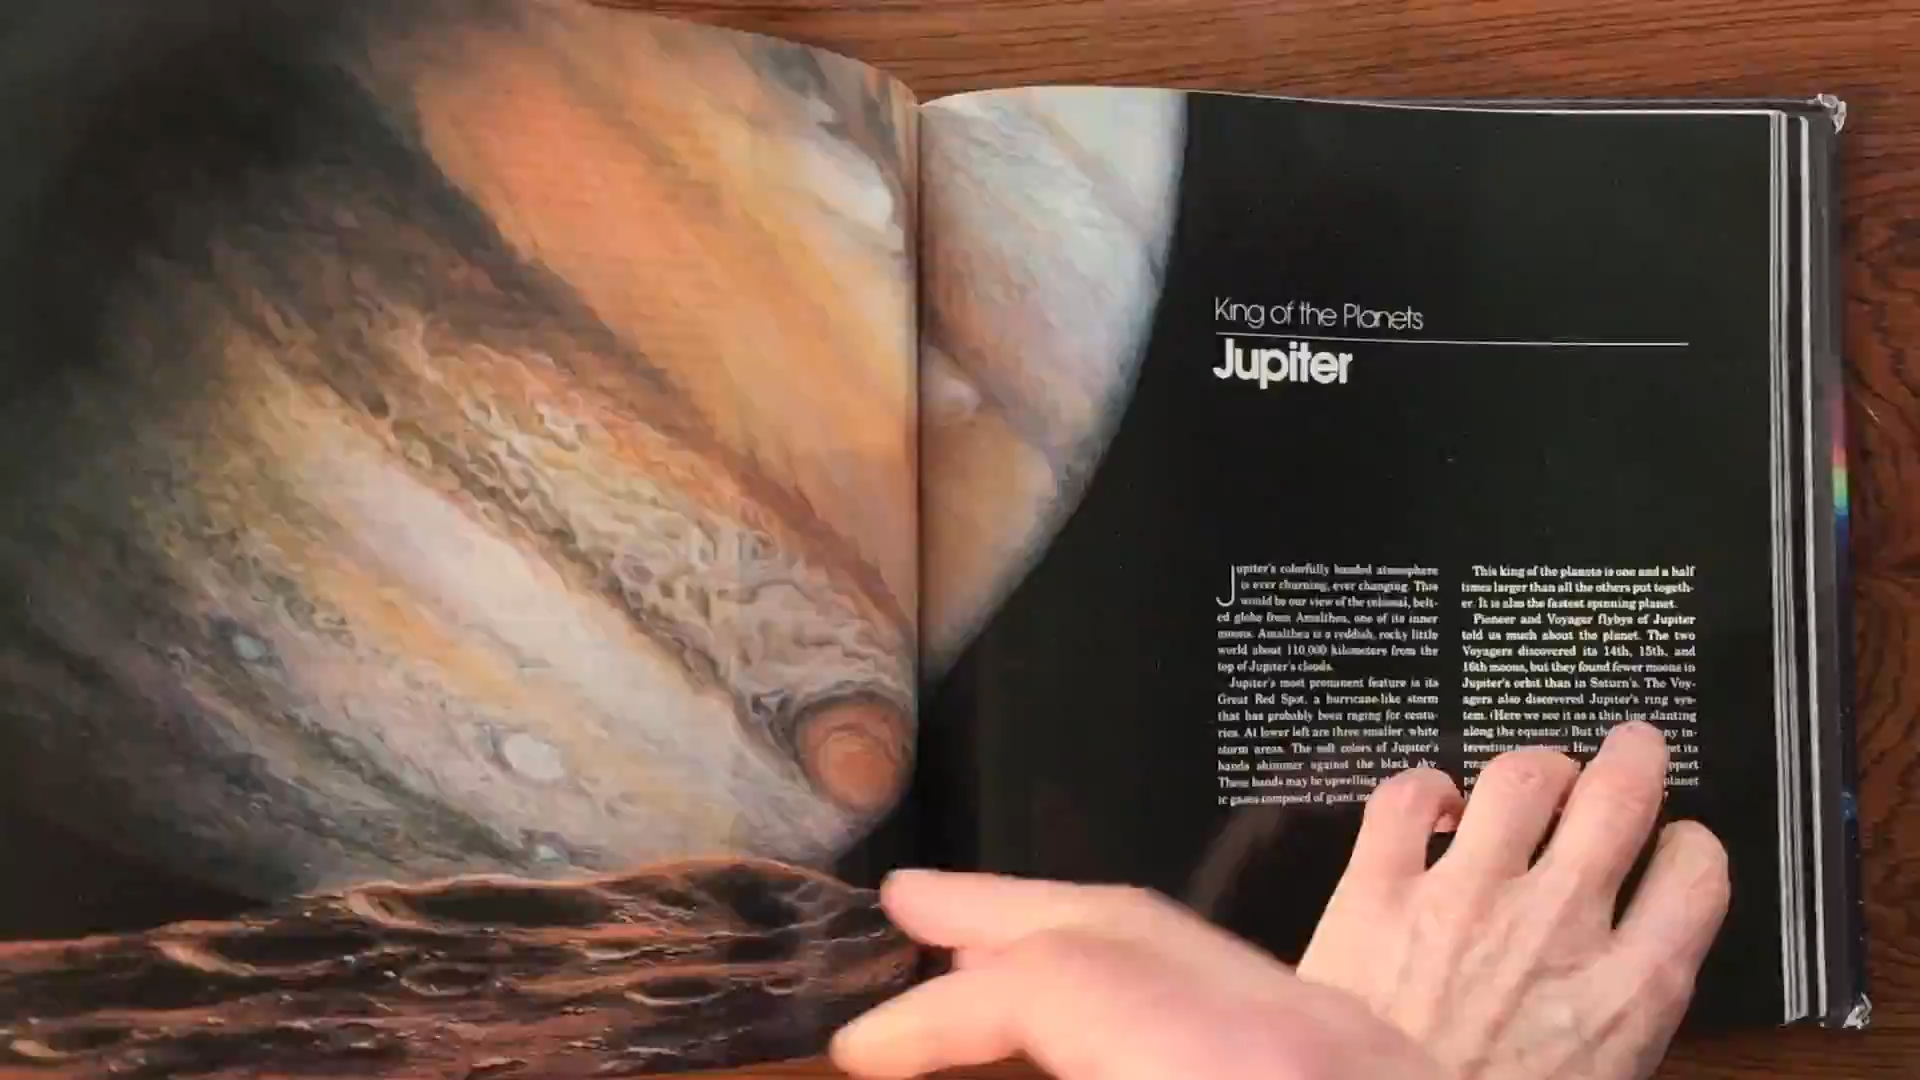 King of the Planets
Jupiter
Jupiter's colorfully banded atmosphere
is ever churning, ever changing. This
would be our view of the colossal, belt-
ed globe from Amalthea, one of its inner
moons. Amalthea is a reddish, rocky little
world about 110,000 kilometers from the
top of Jupiter's clouds.
Jupiter's most prominent feature is its
Great Red Spot, a hurricane-like storm
that has probably been raging for centu-
ries. At lower left are three smaller, white
storm areas. The soft colors of Jupiter's
bands shimmer against the black sky.
These bands may be upwelling
ic gases composed of giant
This king of the planets is one and a half
times larger than all the others put togeth-
er. It is also the fastest spinning planet.
Pioneer and Voyager flybys of Jupiter
told us much about the planet. The two
Voyagers discovered its 14th, 15th, and
16th moons, but they found fewer moons in
Jupiter's orbit than in Saturn's. The Voy-
agers also discovered Jupiter's ring sys-
tem. (Here we see it as a thin line slanting
along the equator.) But in-
teresting its
planet